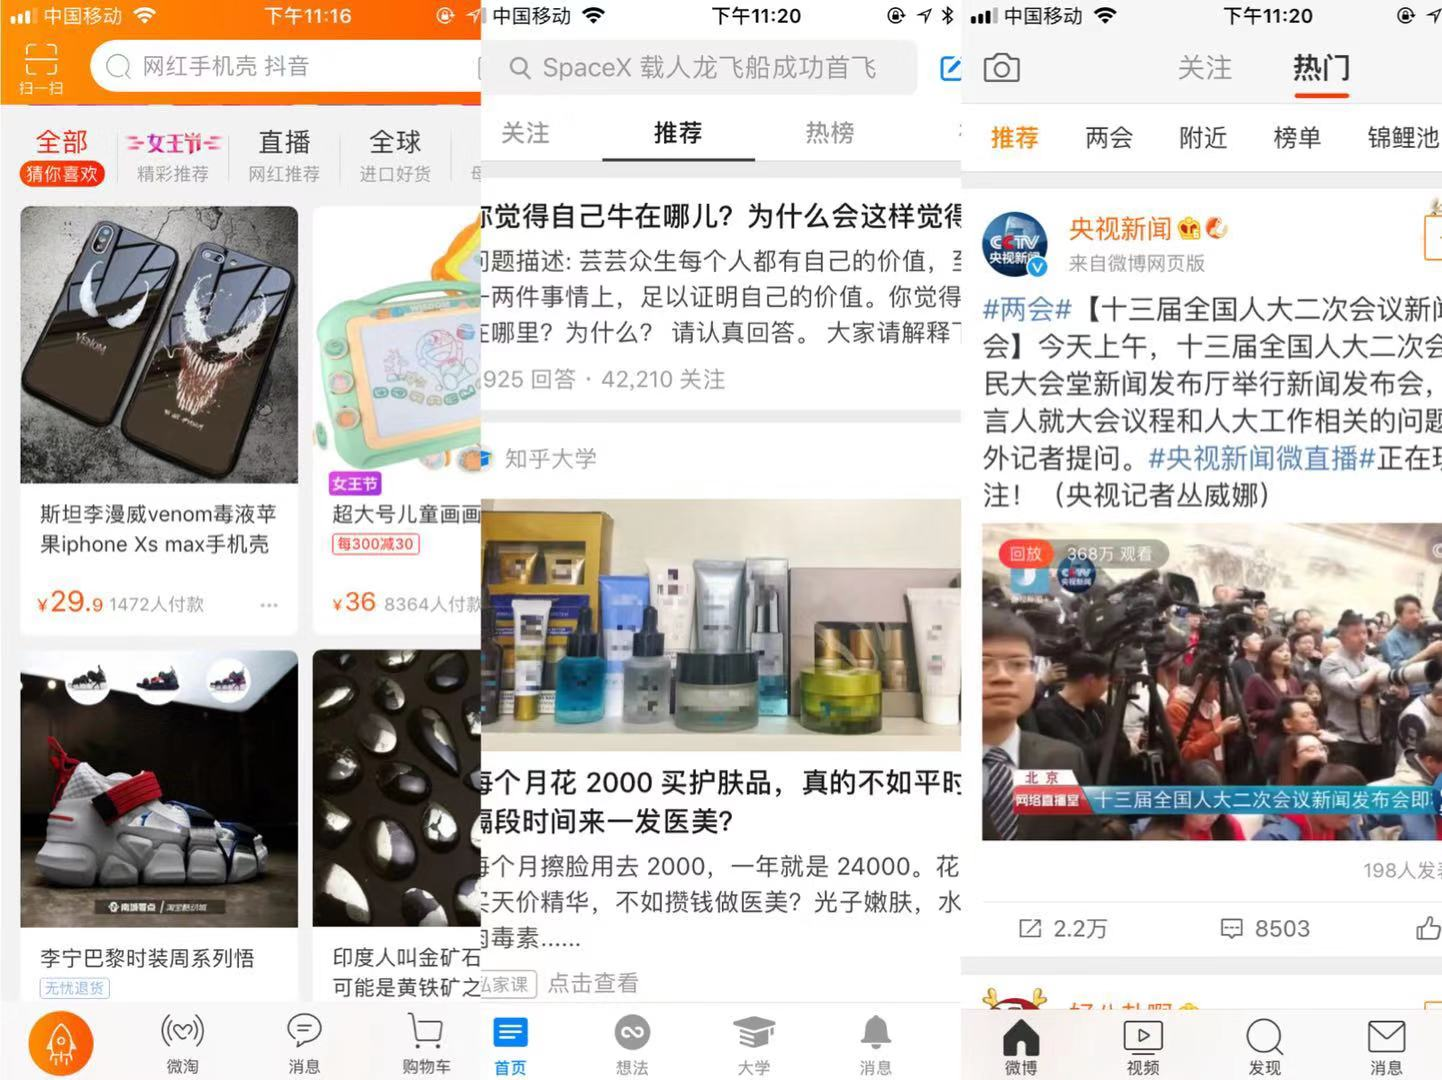 中国移动
下午11:16
扫一扫
网红手机壳 抖音
全部
猜你喜欢
女王节
精彩推荐
直播
网红推荐
全球
进口好货
VENOM
斯坦李漫威venom毒液苹
果iphone Xs max手机壳
¥29.9 1472人付款
女王节
超大号儿童画画
每300减30
¥36 8364人付款
李宁巴黎时装周系列悟
无忧退货
印度人叫金矿石
可能是黄铁矿之
微淘
消息
购物车
中国移动
下午11:20
SpaceX 载人龙飞船成功首飞
关注
推荐
热榜
你觉得自己牛在哪儿？为什么会这样觉得
问题描述: 芸芸众生每个人都有自己的价值，至
一两件事情上，足以证明自己的价值。你觉得
在哪里？为什么？ 请认真回答。 大家请解释下
925 回答 · 42,210 关注
知乎大学
每个月花 2000 买护肤品，真的不如平时
隔段时间来一发医美？
每个月擦脸用去 2000，一年就是 24000。花
买天价精华，不如攒钱做医美？光子嫩肤，水
肉毒素......
私家课
点击查看
首页
想法
大学
消息
中国移动
下午11:20
关注
热门
推荐
两会
附近
榜单
锦鲤池
CCTV
央视新闻
央视新闻
来自微博网页版
#两会#【十三届全国人大二次会议新闻
会】今天上午，十三届全国人大二次会
民大会堂新闻发布厅举行新闻发布会，
言人就大会议程和人大工作相关的问题
外记者提问。#央视新闻微直播#正在现
注！（央视记者丛威娜）
回放
368万 观看
北京
网络直播室
十三届全国人大二次会议新闻发布会即
198人发表
2.2万
8503
微博
视频
发现
消息